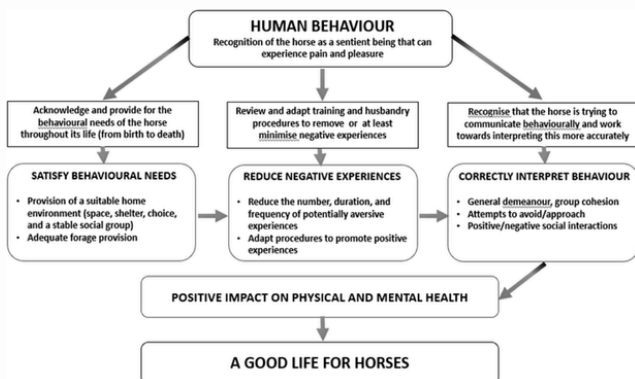 HUMAN BEHAVIOUR
Recognition of the horse as a sentient being that can
experience pain and pleasure
Acknowledge and provide for the
behavioural needs of the horse
throughout its life (from birth to death)
Review and adapt training and husbandry
procedures to remove or at least
minimise negative experiences
Recognise that the horse is trying to
communicate behaviourally and work
towards interpreting this more accurately
SATISFY BEHAVIOURAL NEEDS
• Provision of a suitable home
environment (space, shelter, choice,
and a stable social group)
• Adequate forage provision
REDUCE NEGATIVE EXPERIENCES
• Reduce the number, duration, and
frequency of potentially aversive
experiences
• Adapt procedures to promote positive
experiences
CORRECTLY INTERPRET BEHAVIOUR
• General demeanour, group cohesion
• Attempts to avoid/approach
• Positive/negative social interactions
POSITIVE IMPACT ON PHYSICAL AND MENTAL HEALTH
A GOOD LIFE FOR HORSES